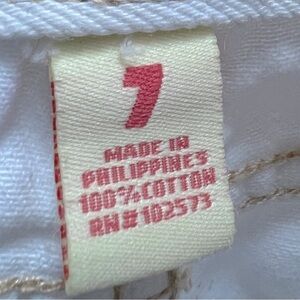 7
MADE IN
PHILIPPINES
100%COTTON
RN#102573